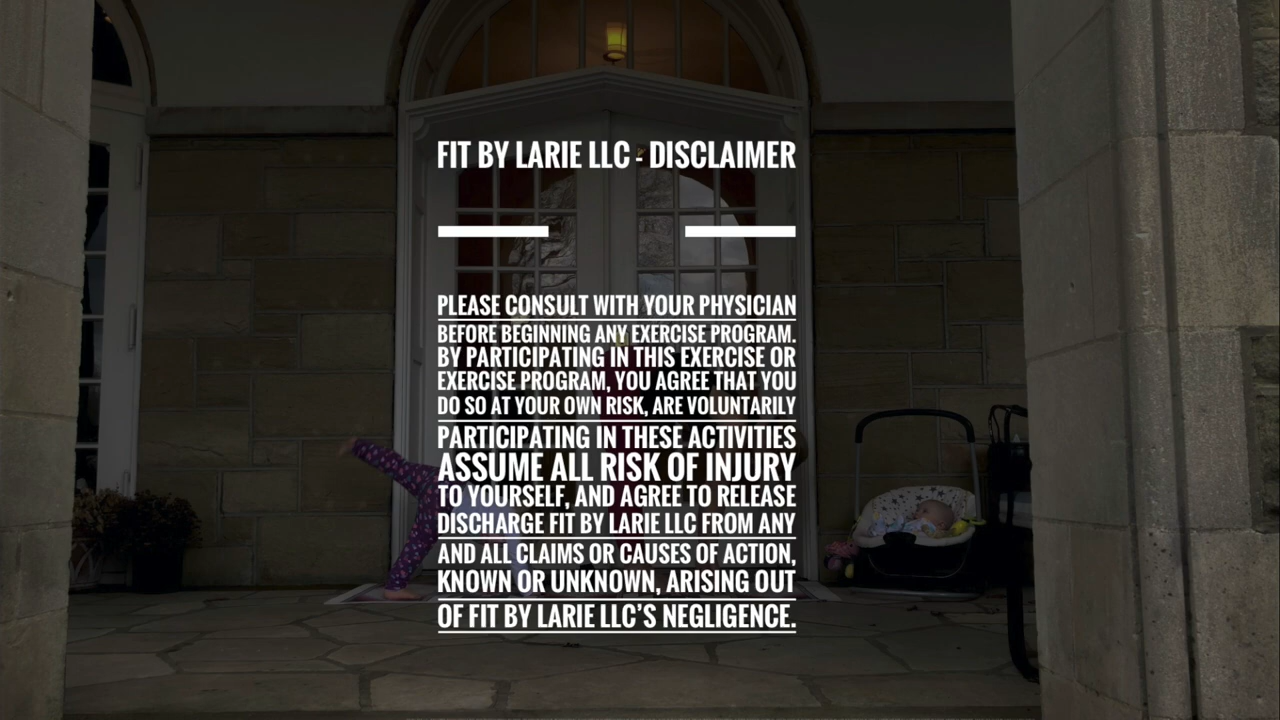 FIT BY LARIE LLC - DISCLAIMER
PLEASE CONSULT WITH YOUR PHYSICIAN
BEFORE BEGINNING ANY EXERCISE PROGRAM.
BY PARTICIPATING IN THIS EXERCISE OR
EXERCISE PROGRAM, YOU AGREE THAT YOU
DO SO AT YOUR OWN RISK, ARE VOLUNTARILY
PARTICIPATING IN THESE ACTIVITIES
ASSUME ALL RISK OF INJURY
TO YOURSELF, AND AGREE TO RELEASE
DISCHARGE FIT BY LARIE LLC FROM ANY
AND ALL CLAIMS OR CAUSES OF ACTION,
KNOWN OR UNKNOWN, ARISING OUT
OF FIT BY LARIE LLC'S NEGLIGENCE.